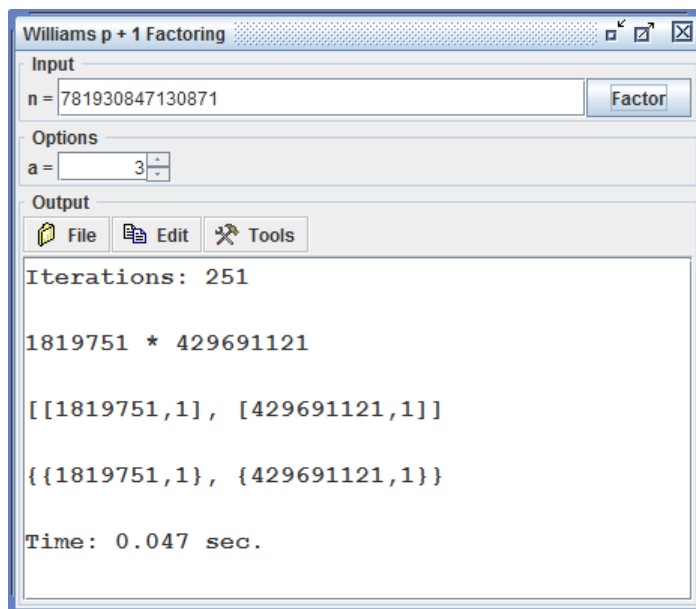 Williams p + 1 Factoring
Input
n = 781930847130871 Factor
Options
a = 3
Output
File Edit Tools
Iterations: 251
1819751 * 429691121
[[1819751,1], [429691121,1]]
{{1819751,1}, {429691121,1}}
Time: 0.047 sec.